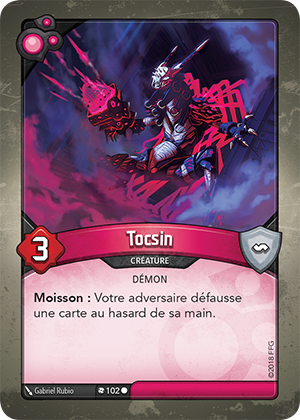 Tocsin
3
CRÉATURE
DÉMON
Moisson : Votre adversaire défausse
une carte au hasard de sa main.
©2018 FFG
Gabriel Rubio
102